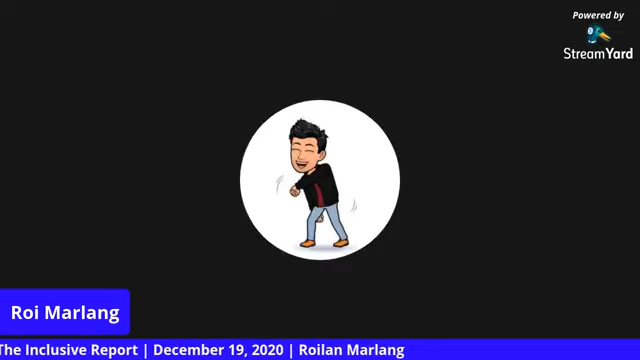 Powered by
StreamYard
Roi Marlang
The Inclusive Report | December 19, 2020 | Roilan Marlang